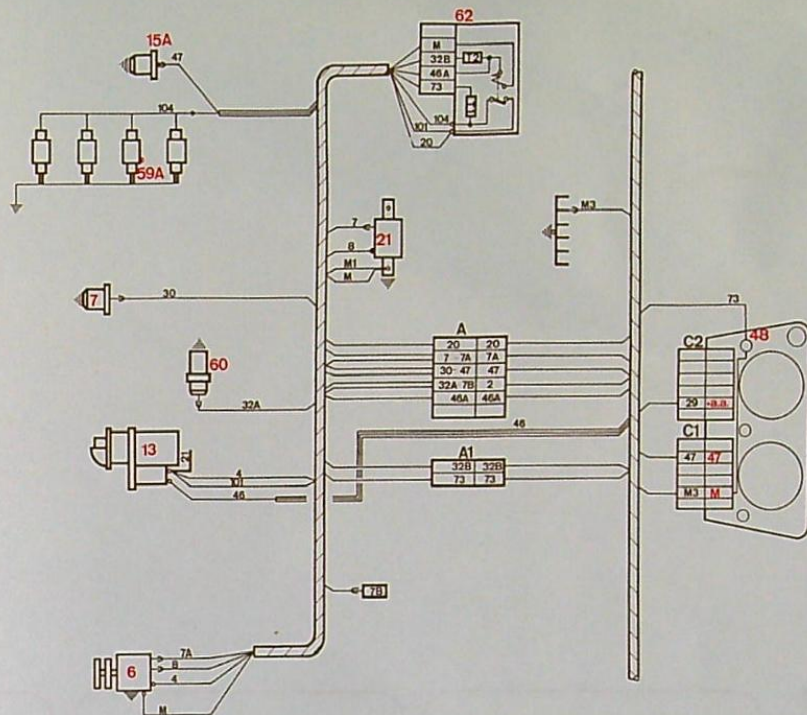 15A
47
104
59A
62
M
32B
T2
46A
73
104
101
20
7
8
21
M1
M
M3
7
30
60
32A
A
20 20
7 7A 7A
30 47 47
32A 7B 2
46A 46A
46
A1
32B 32B
73 73
13
4
101
46
73
48
C2
29 +a.a.
C1
47 47
M3 M
7B
6
7A
8
4
M